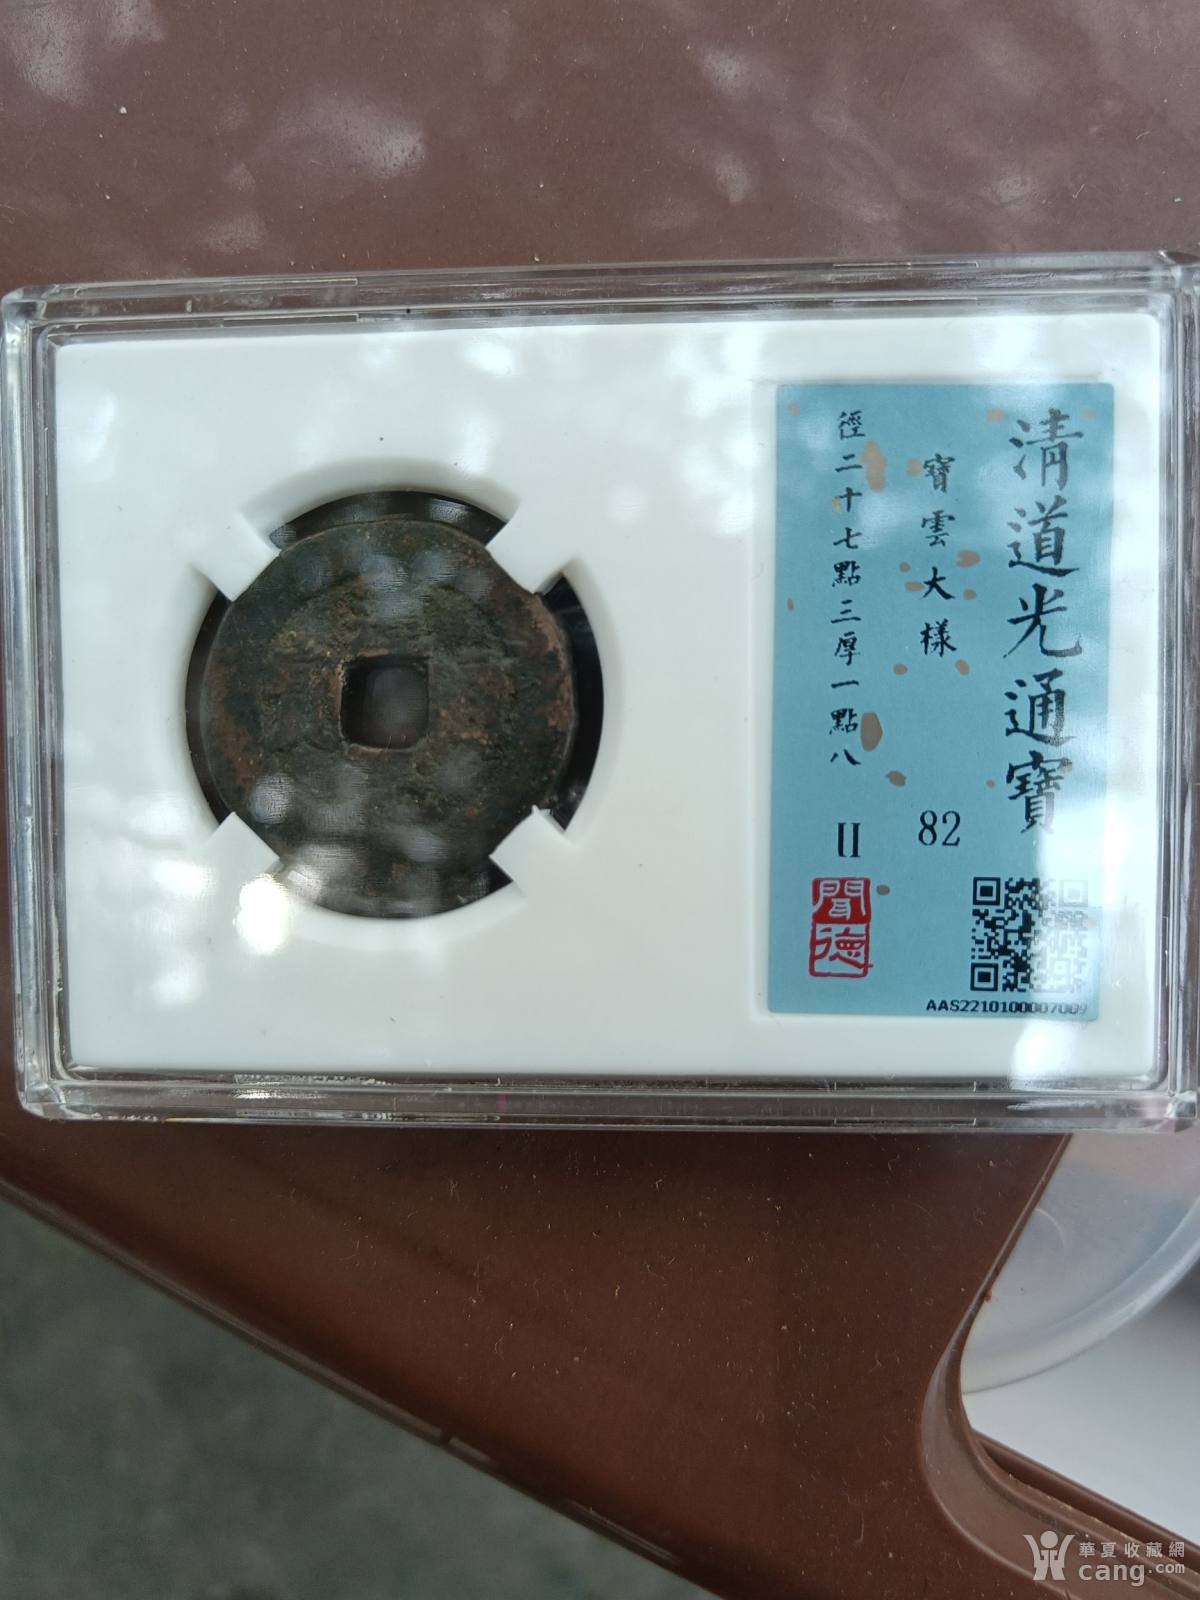 清道光通寶
寶雲大樣
82
徑二十七點三厚一點八
II
聞德
AAS2210100007009
華夏收藏網
cang.com